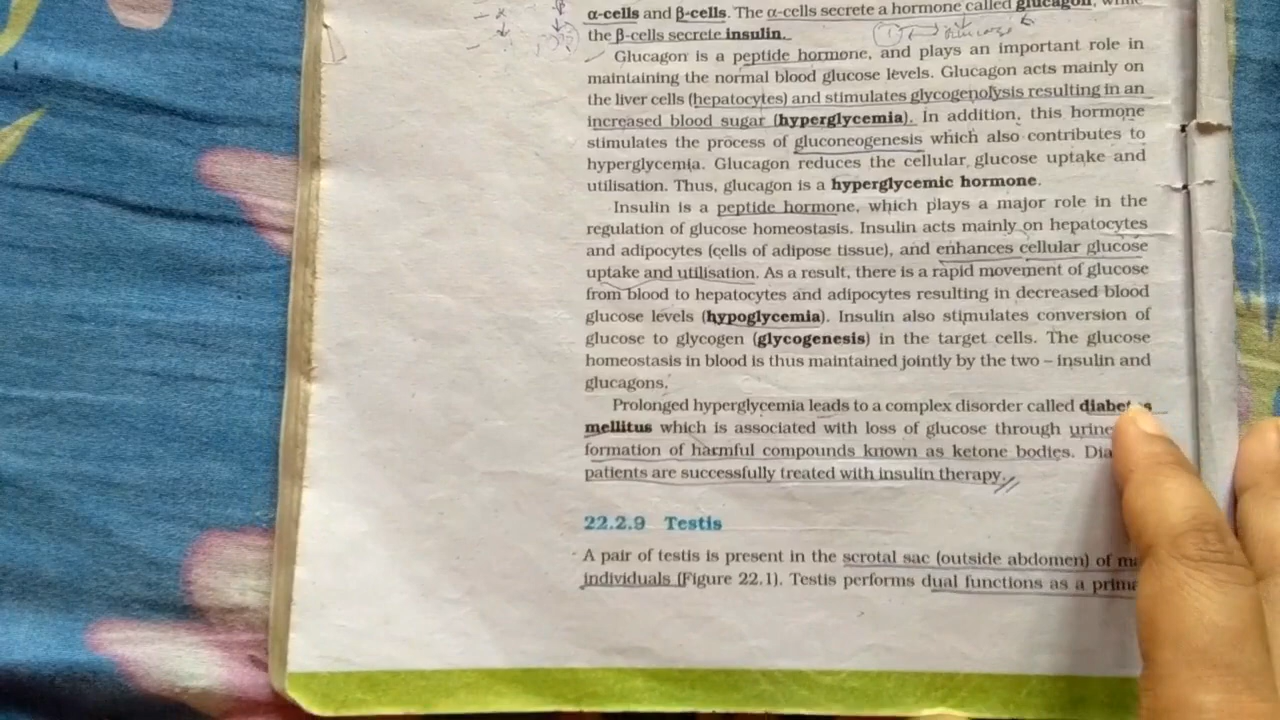 α-cells and β-cells. The α-cells secrete a hormone called glucagon, while
the β-cells secrete insulin.
Glucagon is a peptide hormone, and plays an important role in
maintaining the normal blood glucose levels. Glucagon acts mainly on
the liver cells (hepatocytes) and stimulates glycogenolysis resulting in an
increased blood sugar (hyperglycemia). In addition, this hormone
stimulates the process of gluconeogenesis which also contributes to
hyperglycemia. Glucagon reduces the cellular glucose uptake and
utilisation. Thus, glucagon is a hyperglycemic hormone.
Insulin is a peptide hormone, which plays a major role in the
regulation of glucose homeostasis. Insulin acts mainly on hepatocytes
and adipocytes (cells of adipose tissue), and enhances cellular glucose
uptake and utilisation. As a result, there is a rapid movement of glucose
from blood to hepatocytes and adipocytes resulting in decreased blood
glucose levels (hypoglycemia). Insulin also stimulates conversion of
glucose to glycogen (glycogenesis) in the target cells. The glucose
homeostasis in blood is thus maintained jointly by the two – insulin and
glucagons.
Prolonged hyperglycemia leads to a complex disorder called diabetes
mellitus which is associated with loss of glucose through urine
formation of harmful compounds known as ketone bodies.
patients are successfully treated with insulin therapy.
22.2.9 Testis
A pair of testis is present in the scrotal sac (outside abdomen) of
individuals (Figure 22.1). Testis performs dual functions as a